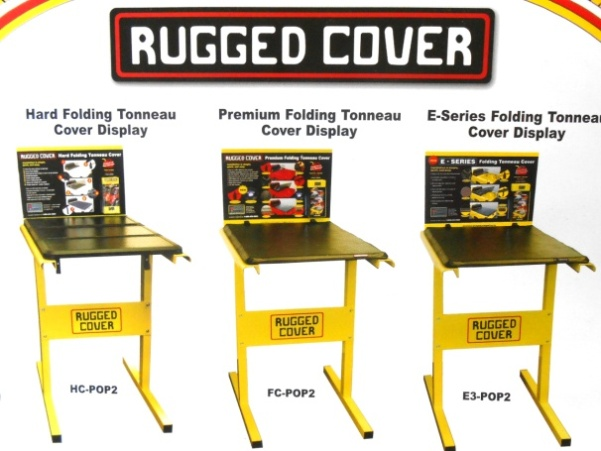 RUGGED COVER
Hard Folding Tonneau
Cover Display
Premium Folding Tonneau
Cover Display
E-Series Folding Tonneau
Cover Display
RUGGED COVER Hard Folding Tonneau Cover
RUGGED COVER Premium Folding Tonneau Cover
E - SERIES Folding Tonneau Cover
RUGGED
COVER
RUGGED
COVER
RUGGED
COVER
HC-POP2
FC-POP2
E3-POP2